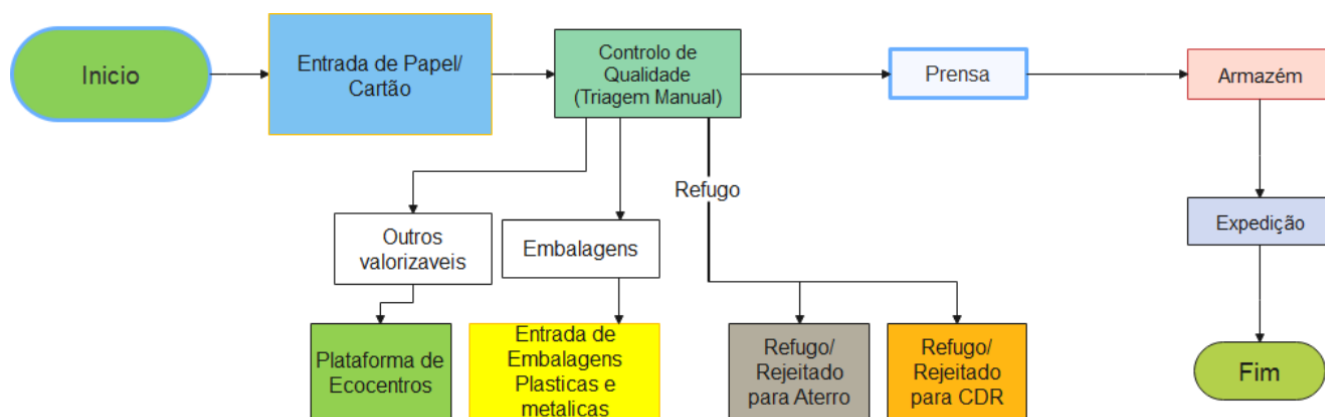 Inicio
Entrada de Papel/
Cartão
Controlo de
Qualidade
(Triagem Manual)
Prensa
Armazém
Refugo
Outros
valorizaveis
Embalagens
Expedição
Plataforma de
Ecocentros
Entrada de
Embalagens
Plasticas e
metalicas
Refugo/
Rejeitado
para Aterro
Refugo/
Rejeitado
para CDR
Fim